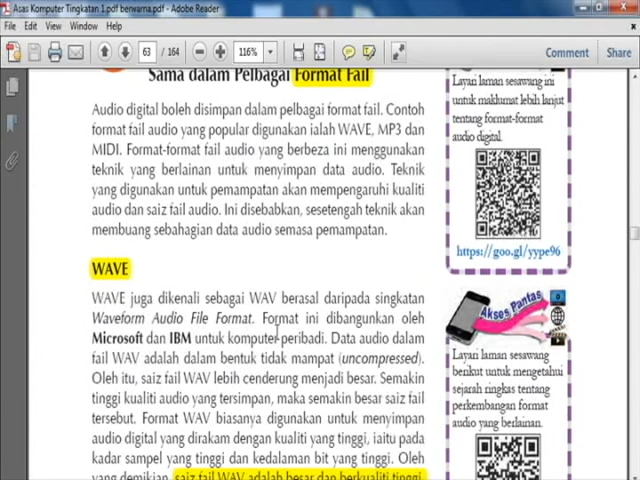 Asas Komputer Tingkatan 1.pdf berwarna.pdf - Adobe Reader
File Edit View Window Help
63 / 164
116%
Comment
Share
Sama dalam Pelbagai Format Fail
Audio digital boleh disimpan dalam pelbagai format fail. Contoh
format fail audio yang popular digunakan ialah WAVE, MP3 dan
MIDI. Format-format fail audio yang berbeza ini menggunakan
teknik yang berlainan untuk menyimpan data audio. Teknik
yang digunakan untuk pemampatan akan mempengaruhi kualiti
audio dan saiz fail audio. Ini disebabkan, sesetengah teknik akan
membuang sebahagian data audio semasa pemampatan.
WAVE
WAVE juga dikenali sebagai WAV berasal daripada singkatan
Waveform Audio File Format. Format ini dibangunkan oleh
Microsoft dan IBM untuk komputer peribadi. Data audio dalam
fail WAV adalah dalam bentuk tidak mampat (uncompressed).
Oleh itu, saiz fail WAV lebih cenderung menjadi besar. Semakin
tinggi kualiti audio yang tersimpan, maka semakin besar saiz fail
tersebut. Format WAV biasanya digunakan untuk menyimpan
audio digital yang dirakam dengan kualiti yang tinggi, iaitu pada
kadar sampel yang tinggi dan kedalaman bit yang tinggi. Oleh
yang demikian, saiz fail WAV adalah besar dan berkualiti tinggi.
Layari laman sesawang ini
untuk maklumat lebih lanjut
tentang format-format
audio digital.
https://goo.gl/yype96
Akses Pantas
Layari laman sesawang
berikut untuk mengetahui
sejarah ringkas tentang
perkembangan format
audio yang berlainan.